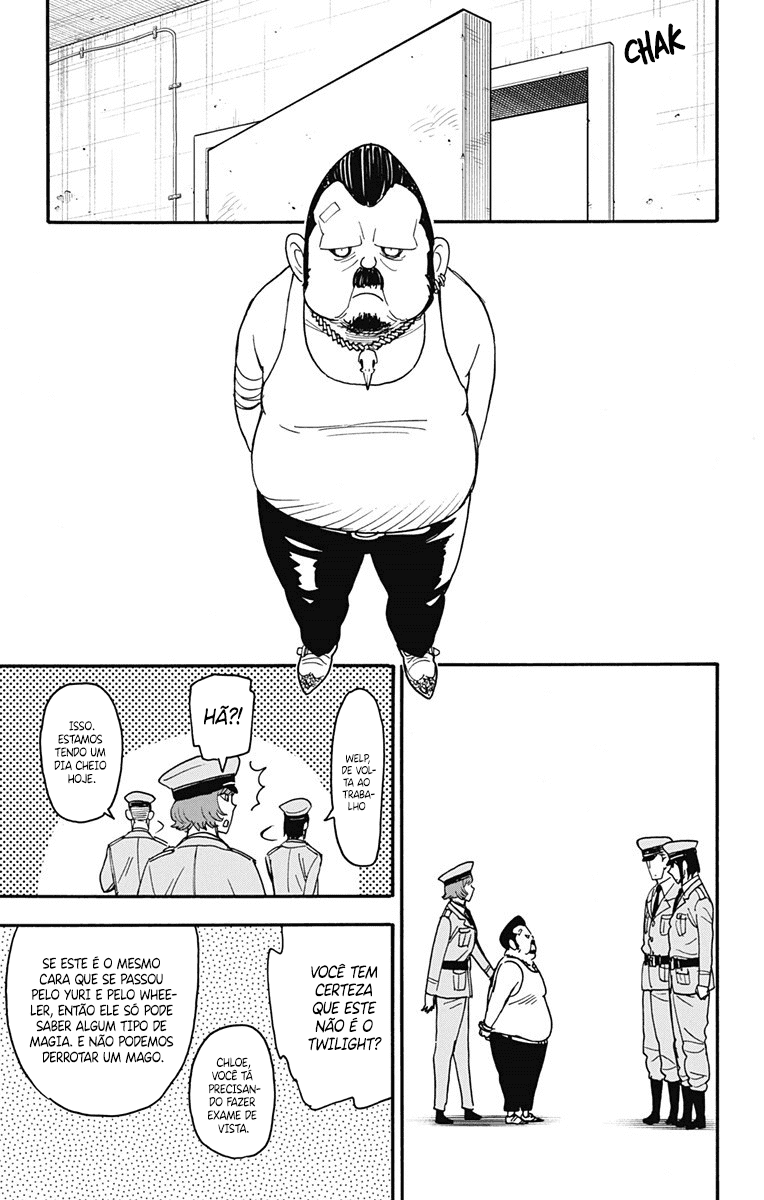 CHAK
WELP,
DE VOL-
TA AO
TRABA-
LHO
HÃ?!
ISSO.
ESTAMOS
TENDO UM
DIA CHEIO
HOJE.
VOCÊ TEM
CERTEZA
QUE ESTE
NÃO É O
TWILIGHT?
SE ESTE É O MESMO
CARA QUE SE PASSOU
PELO YURI E PELO WHEE-
LER, ENTÃO ELE SÓ PODE
SABER ALGUM TIPO DE
MAGIA. E NÃO PODEMOS
DERROTAR UM MAGO.
CHLOE,
VOCÊ TÁ
PRECISAN-
DO FAZER
EXAME DE
VISTA.